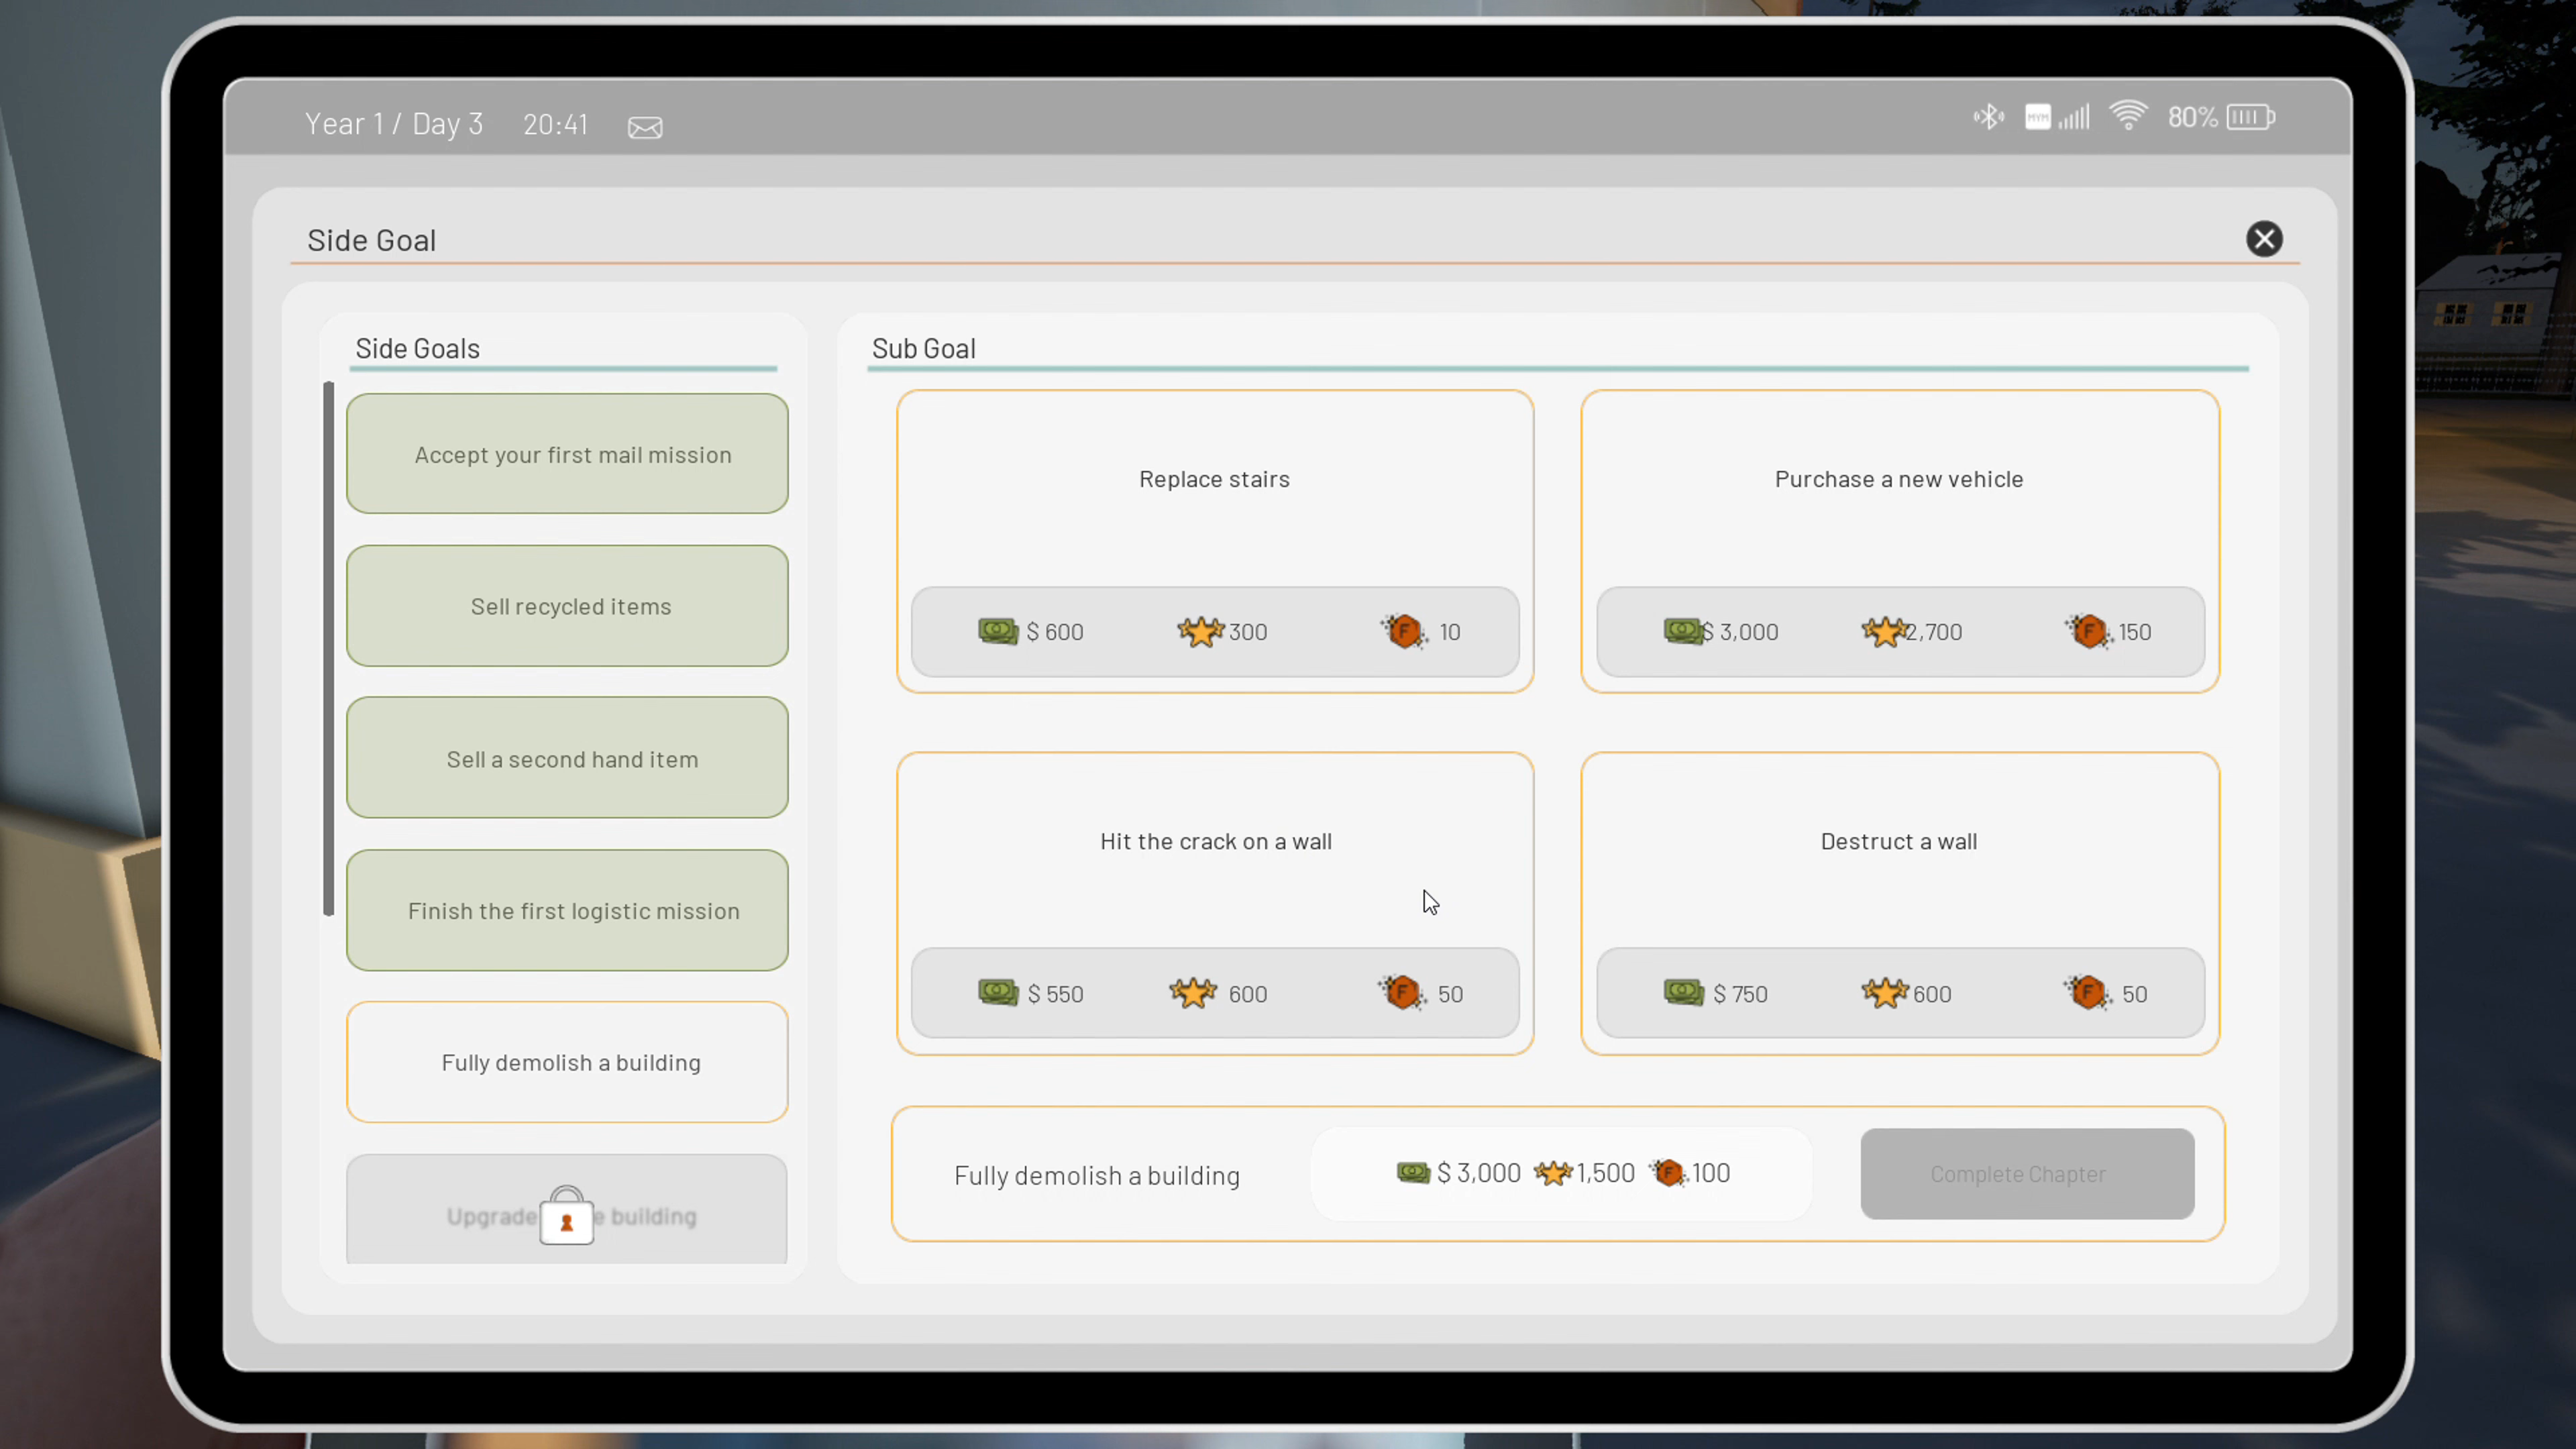 Year 1 / Day 3 20:41 MYM 80%
Side Goal
Side Goals
Accept your first mail mission
Sell recycled items
Sell a second hand item
Finish the first logistic mission
Fully demolish a building
Upgrade building
Sub Goal
Replace stairs
$ 600 300 F 10
Purchase a new vehicle
$ 3,000 2,700 F 150
Hit the crack on a wall
$ 550 600 F 50
Destruct a wall
$ 750 600 F 50
Fully demolish a building $ 3,000 1,500 F 100 Complete Chapter